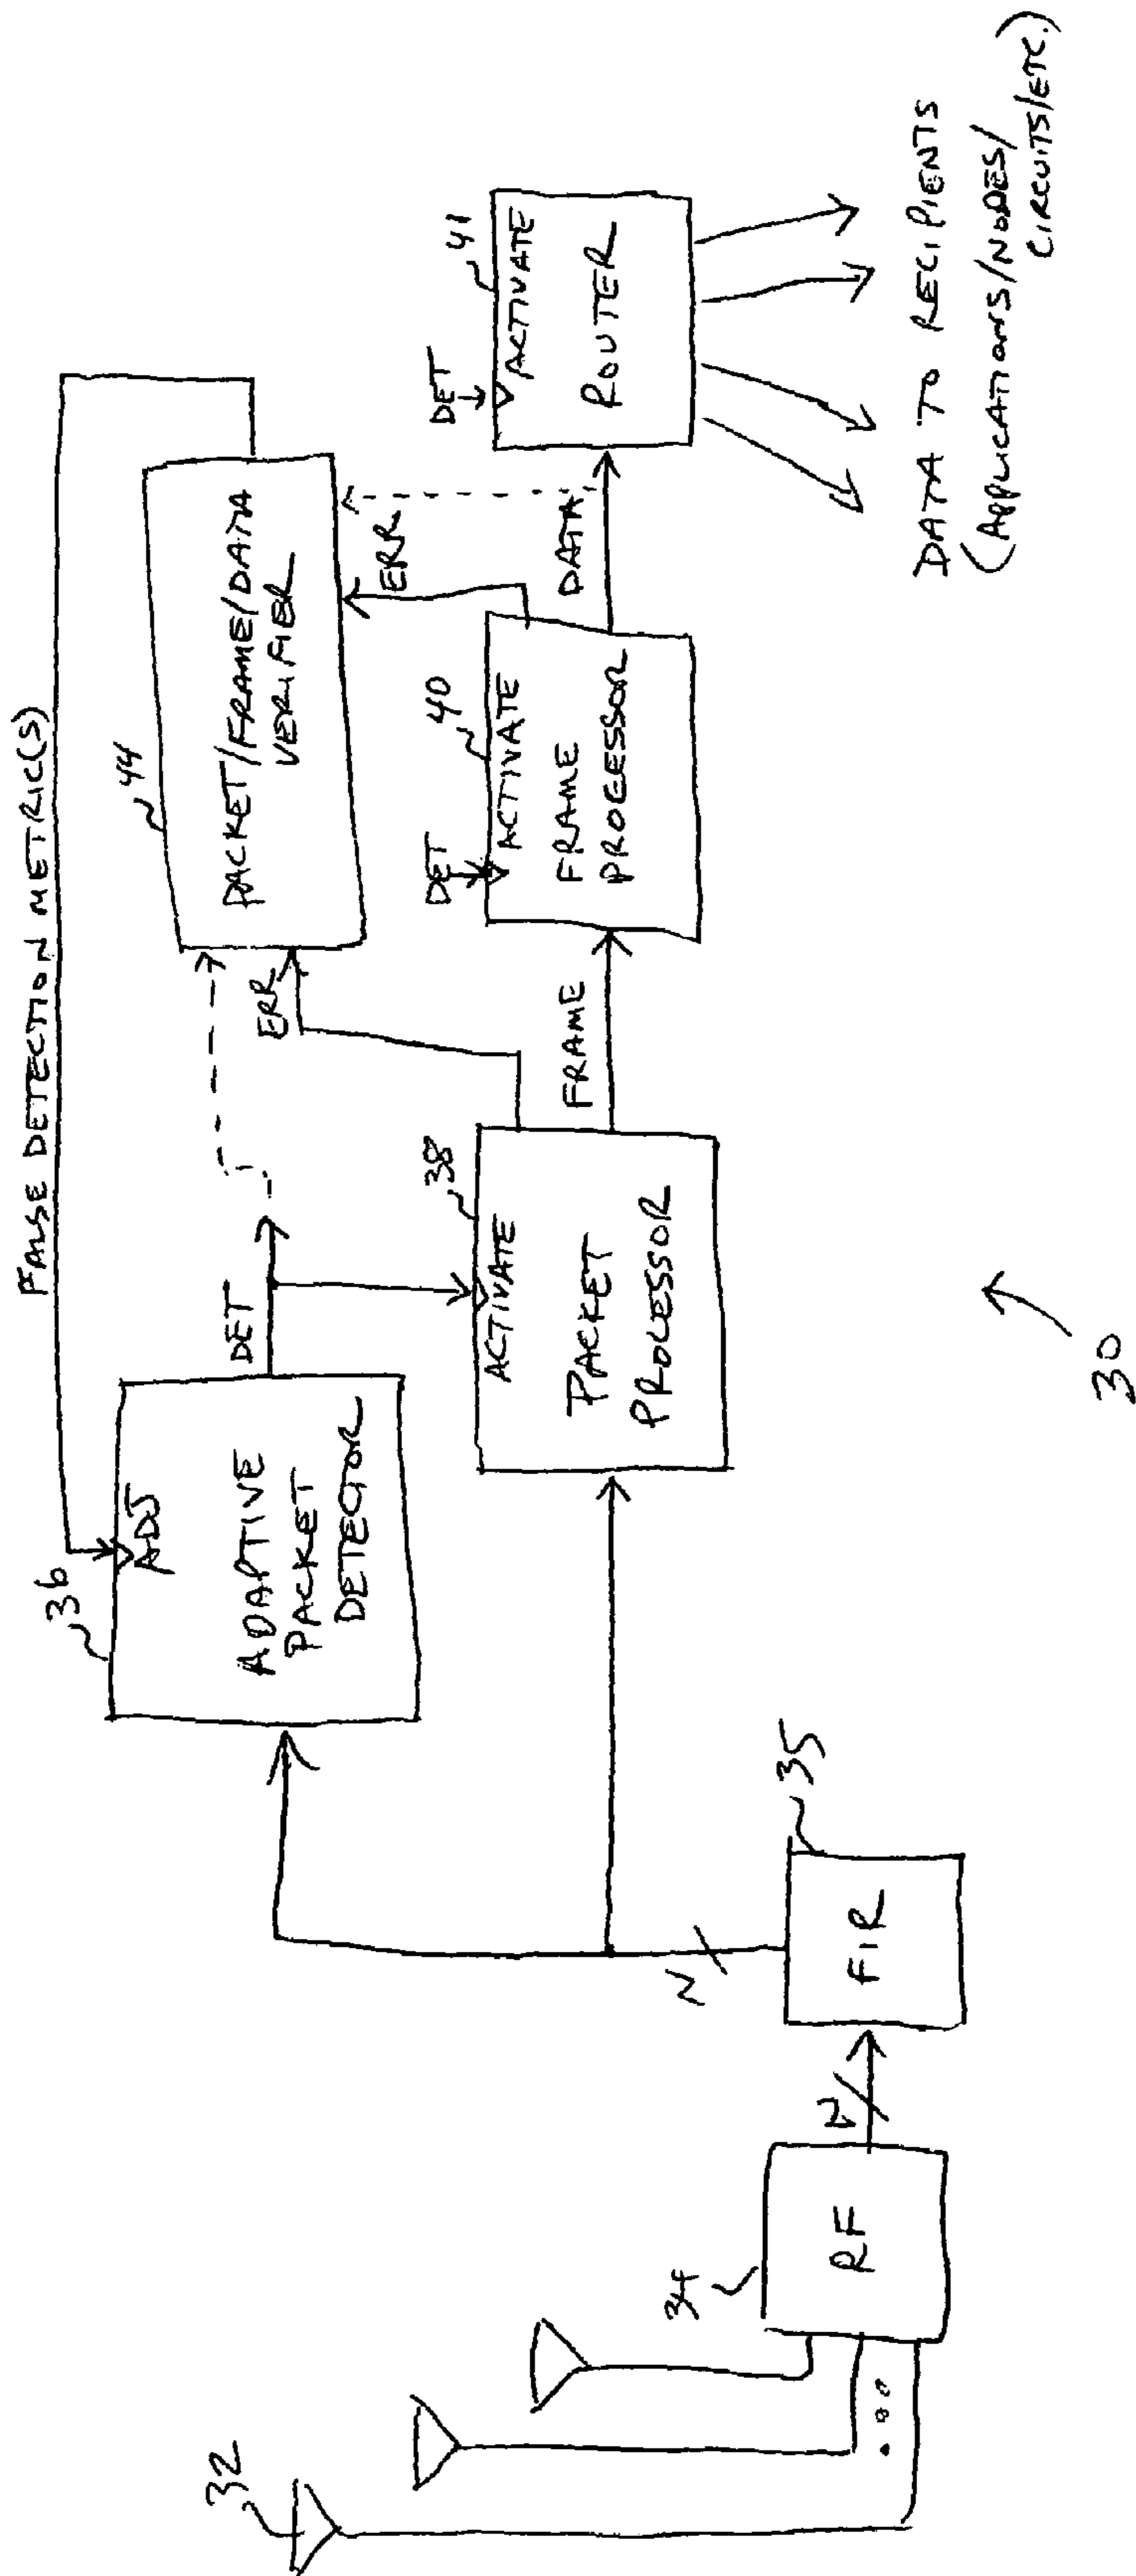 FALSE DETECTION METRIC(S)
36
ADJ
ADAPTIVE
PACKET
DETECTOR
DET
44
PACKET/FRAME/DATA
VERIFIER
ERR
ERR
38
ACTIVATE
PACKET
PROCESSOR
FRAME
DET
40
ACTIVATE
FRAME
PROCESSOR
DATA
DET
41
ACTIVATE
ROUTER
DATA TO RECIPIENTS
(APPLICATIONS/NODES/
CIRCUITS/ETC.)
32
34
RF
N
35
FIR
N
30